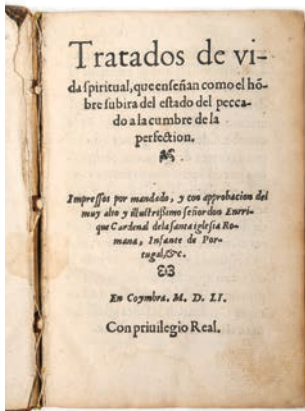 Tratados de vi-
da spiritual, que enseñan como el hõ-
bre subira del estado del pecca-
do a la cumbre de la
perfection.
Impressos por mandado, y con approbacion del
muy alto y illustrissimo señor don Enrri-
que Cardenal de la santa iglesia Ro-
mana, Infante de Por-
tugal, &c.
En Coymbra. M. D. LI.
Con priuilegio Real.